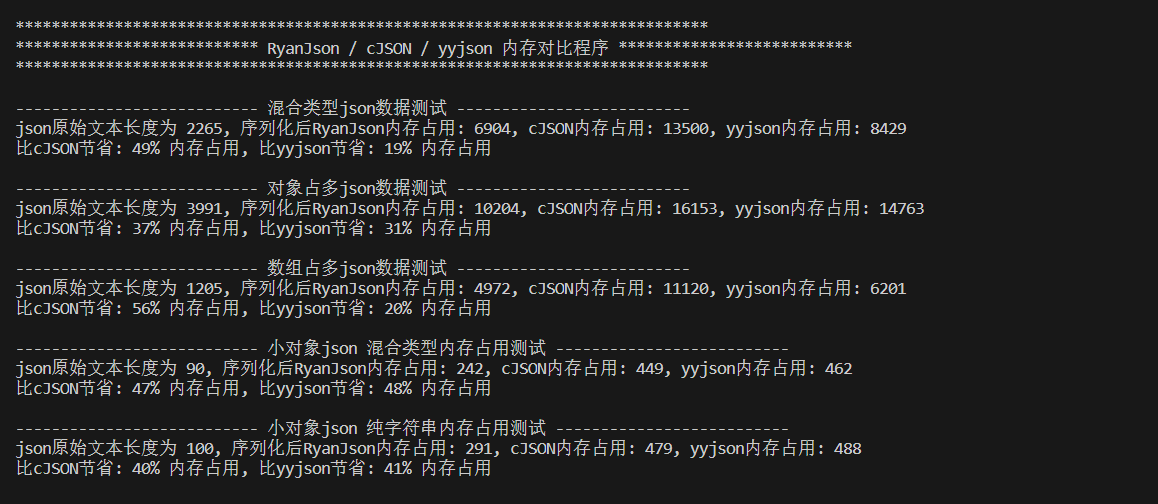 *****************************************************************************
*************************** RyanJson / cJSON / yyjson 内存对比程序 **************************
*****************************************************************************
--------------------------- 混合类型json数据测试 --------------------------
json原始文本长度为 2265, 序列化后RyanJson内存占用: 6904, cJSON内存占用: 13500, yyjson内存占用: 8429
比cJSON节省: 49% 内存占用, 比yyjson节省: 19% 内存占用
--------------------------- 对象占多json数据测试 --------------------------
json原始文本长度为 3991, 序列化后RyanJson内存占用: 10204, cJSON内存占用: 16153, yyjson内存占用: 14763
比cJSON节省: 37% 内存占用, 比yyjson节省: 31% 内存占用
--------------------------- 数组占多json数据测试 --------------------------
json原始文本长度为 1205, 序列化后RyanJson内存占用: 4972, cJSON内存占用: 11120, yyjson内存占用: 6201
比cJSON节省: 56% 内存占用, 比yyjson节省: 20% 内存占用
--------------------------- 小对象json 混合类型内存占用测试 --------------------------
json原始文本长度为 90, 序列化后RyanJson内存占用: 242, cJSON内存占用: 449, yyjson内存占用: 462
比cJSON节省: 47% 内存占用, 比yyjson节省: 48% 内存占用
--------------------------- 小对象json 纯字符串内存占用测试 --------------------------
json原始文本长度为 100, 序列化后RyanJson内存占用: 291, cJSON内存占用: 479, yyjson内存占用: 488
比cJSON节省: 40% 内存占用, 比yyjson节省: 41% 内存占用